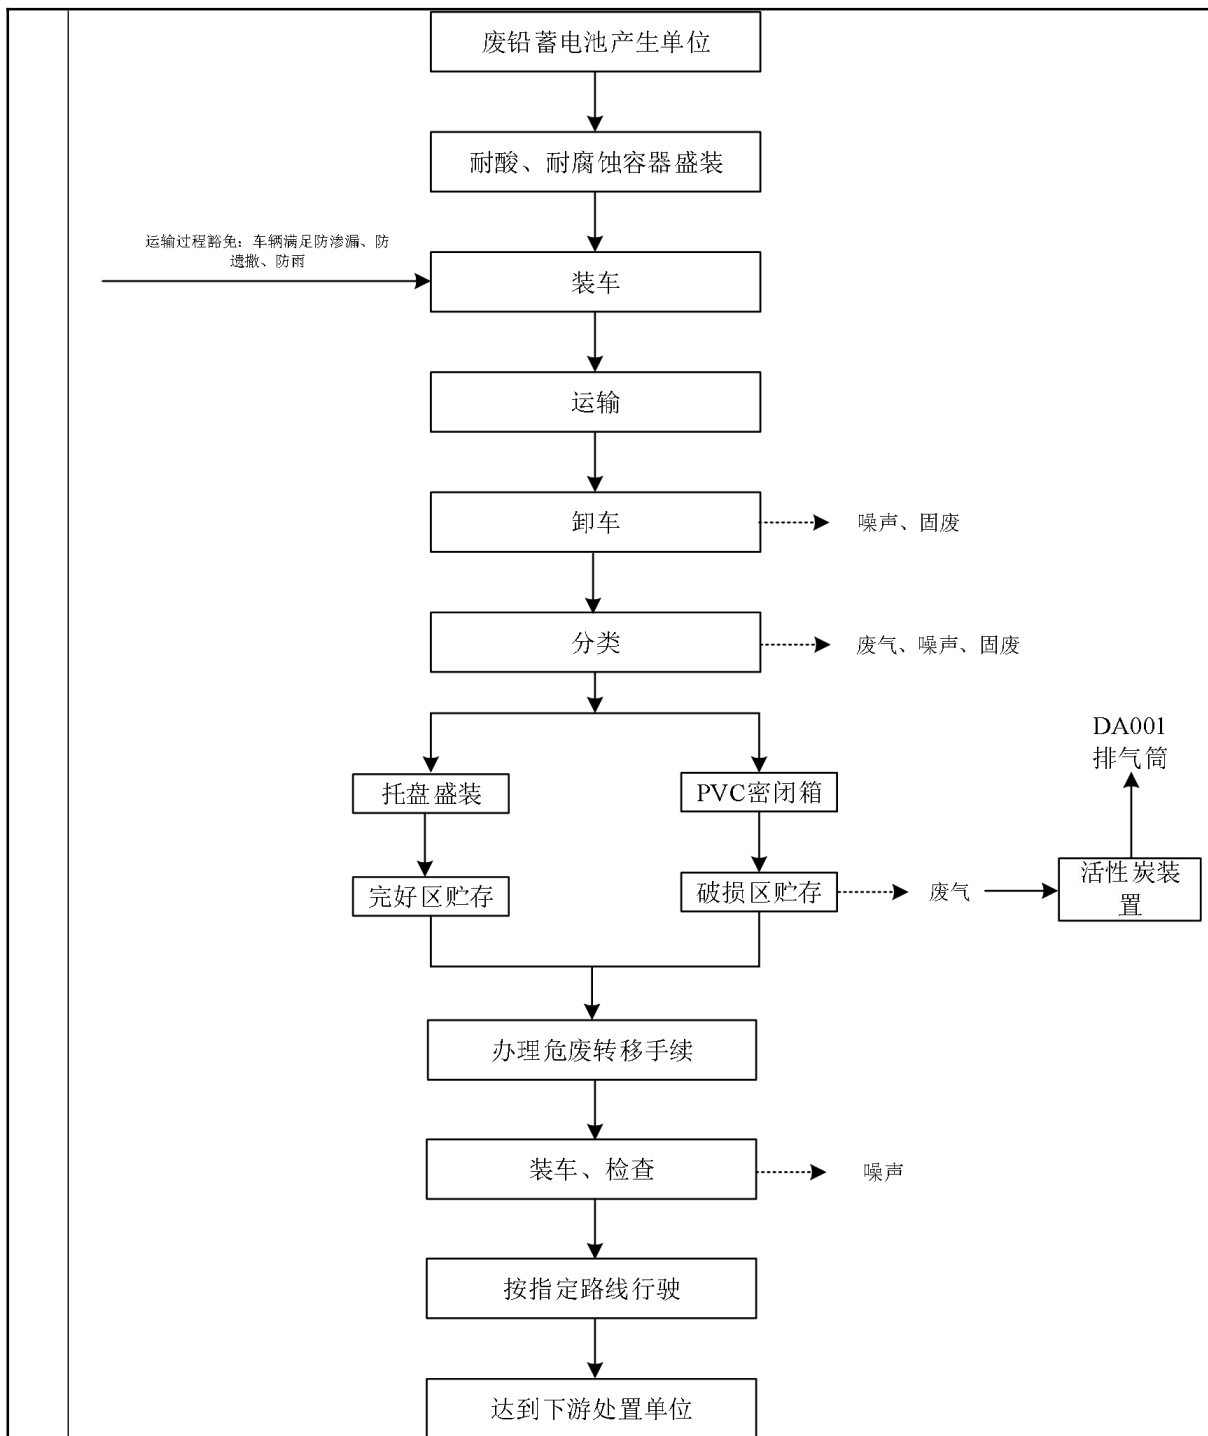 废铅蓄电池产生单位
耐酸、耐腐蚀容器盛装
运输过程豁免：车辆满足防渗漏、防
遗撒、防雨
装车
运输
卸车
噪声、固废
分类
废气、噪声、固废
DA001
排气筒
托盘盛装
PVC密闭箱
完好区贮存
破损区贮存
废气
活性炭装
置
办理危废转移手续
装车、检查
噪声
按指定路线行驶
达到下游处置单位